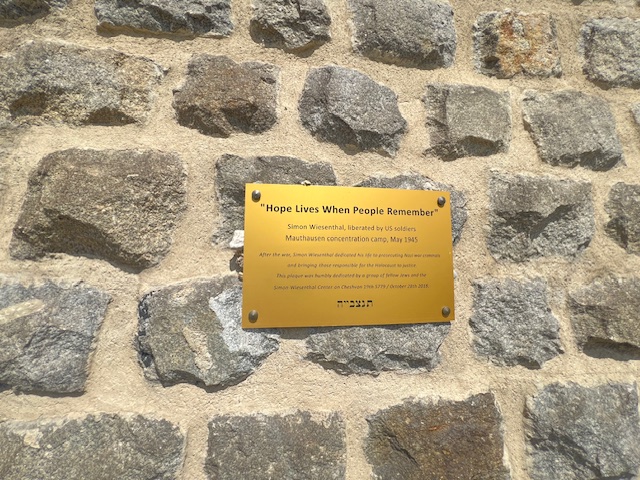 "Hope Lives When People Remember"
Simon Wiesenthal, liberated by US soldiers
Mauthausen concentration camp, May 1945
After the war, Simon Wiesenthal dedicated his life to prosecuting Nazi war criminals
and bringing those responsible for the Holocaust to justice.
This plaque was humble dedicated by a group of fellow Jews and the
Simon Wiesenthal Center on Cheshvan 5779 / October
תנצב״ה